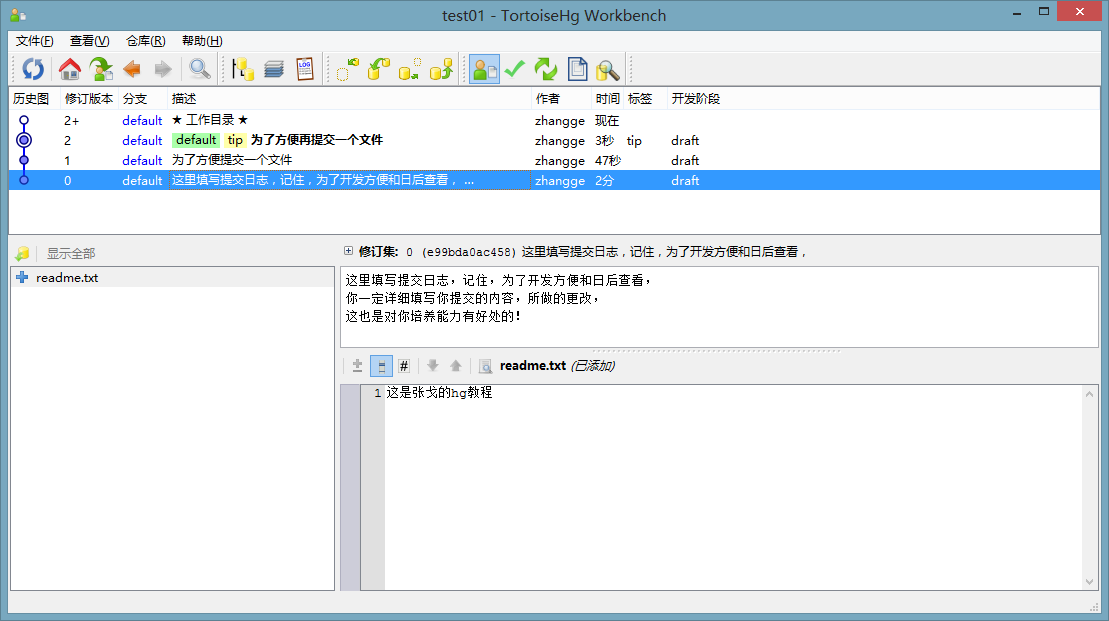 test01 - TortoiseHg Workbench
文件(F) 查看(V) 仓库(R) 帮助(H)
LOG
历史图 修订版本 分支 描述 作者 时间 标签 开发阶段
2+ default ★ 工作目录 ★ zhangge 现在
2 default default tip 为了方便再提交一个文件 zhangge 3秒 tip draft
1 default 为了方便提交一个文件 zhangge 47秒 draft
0 default 这里填写提交日志，记住，为了开发方便和日后查看， ... zhangge 2分 draft
显示全部
readme.txt
修订集: 0 (e99bda0ac458) 这里填写提交日志，记住，为了开发方便和日后查看，
这里填写提交日志，记住，为了开发方便和日后查看，
你一定详细填写你提交的内容，所做的更改，
这也是对你培养能力有好处的！
# readme.txt (已添加)
1 这是张戈的hg教程